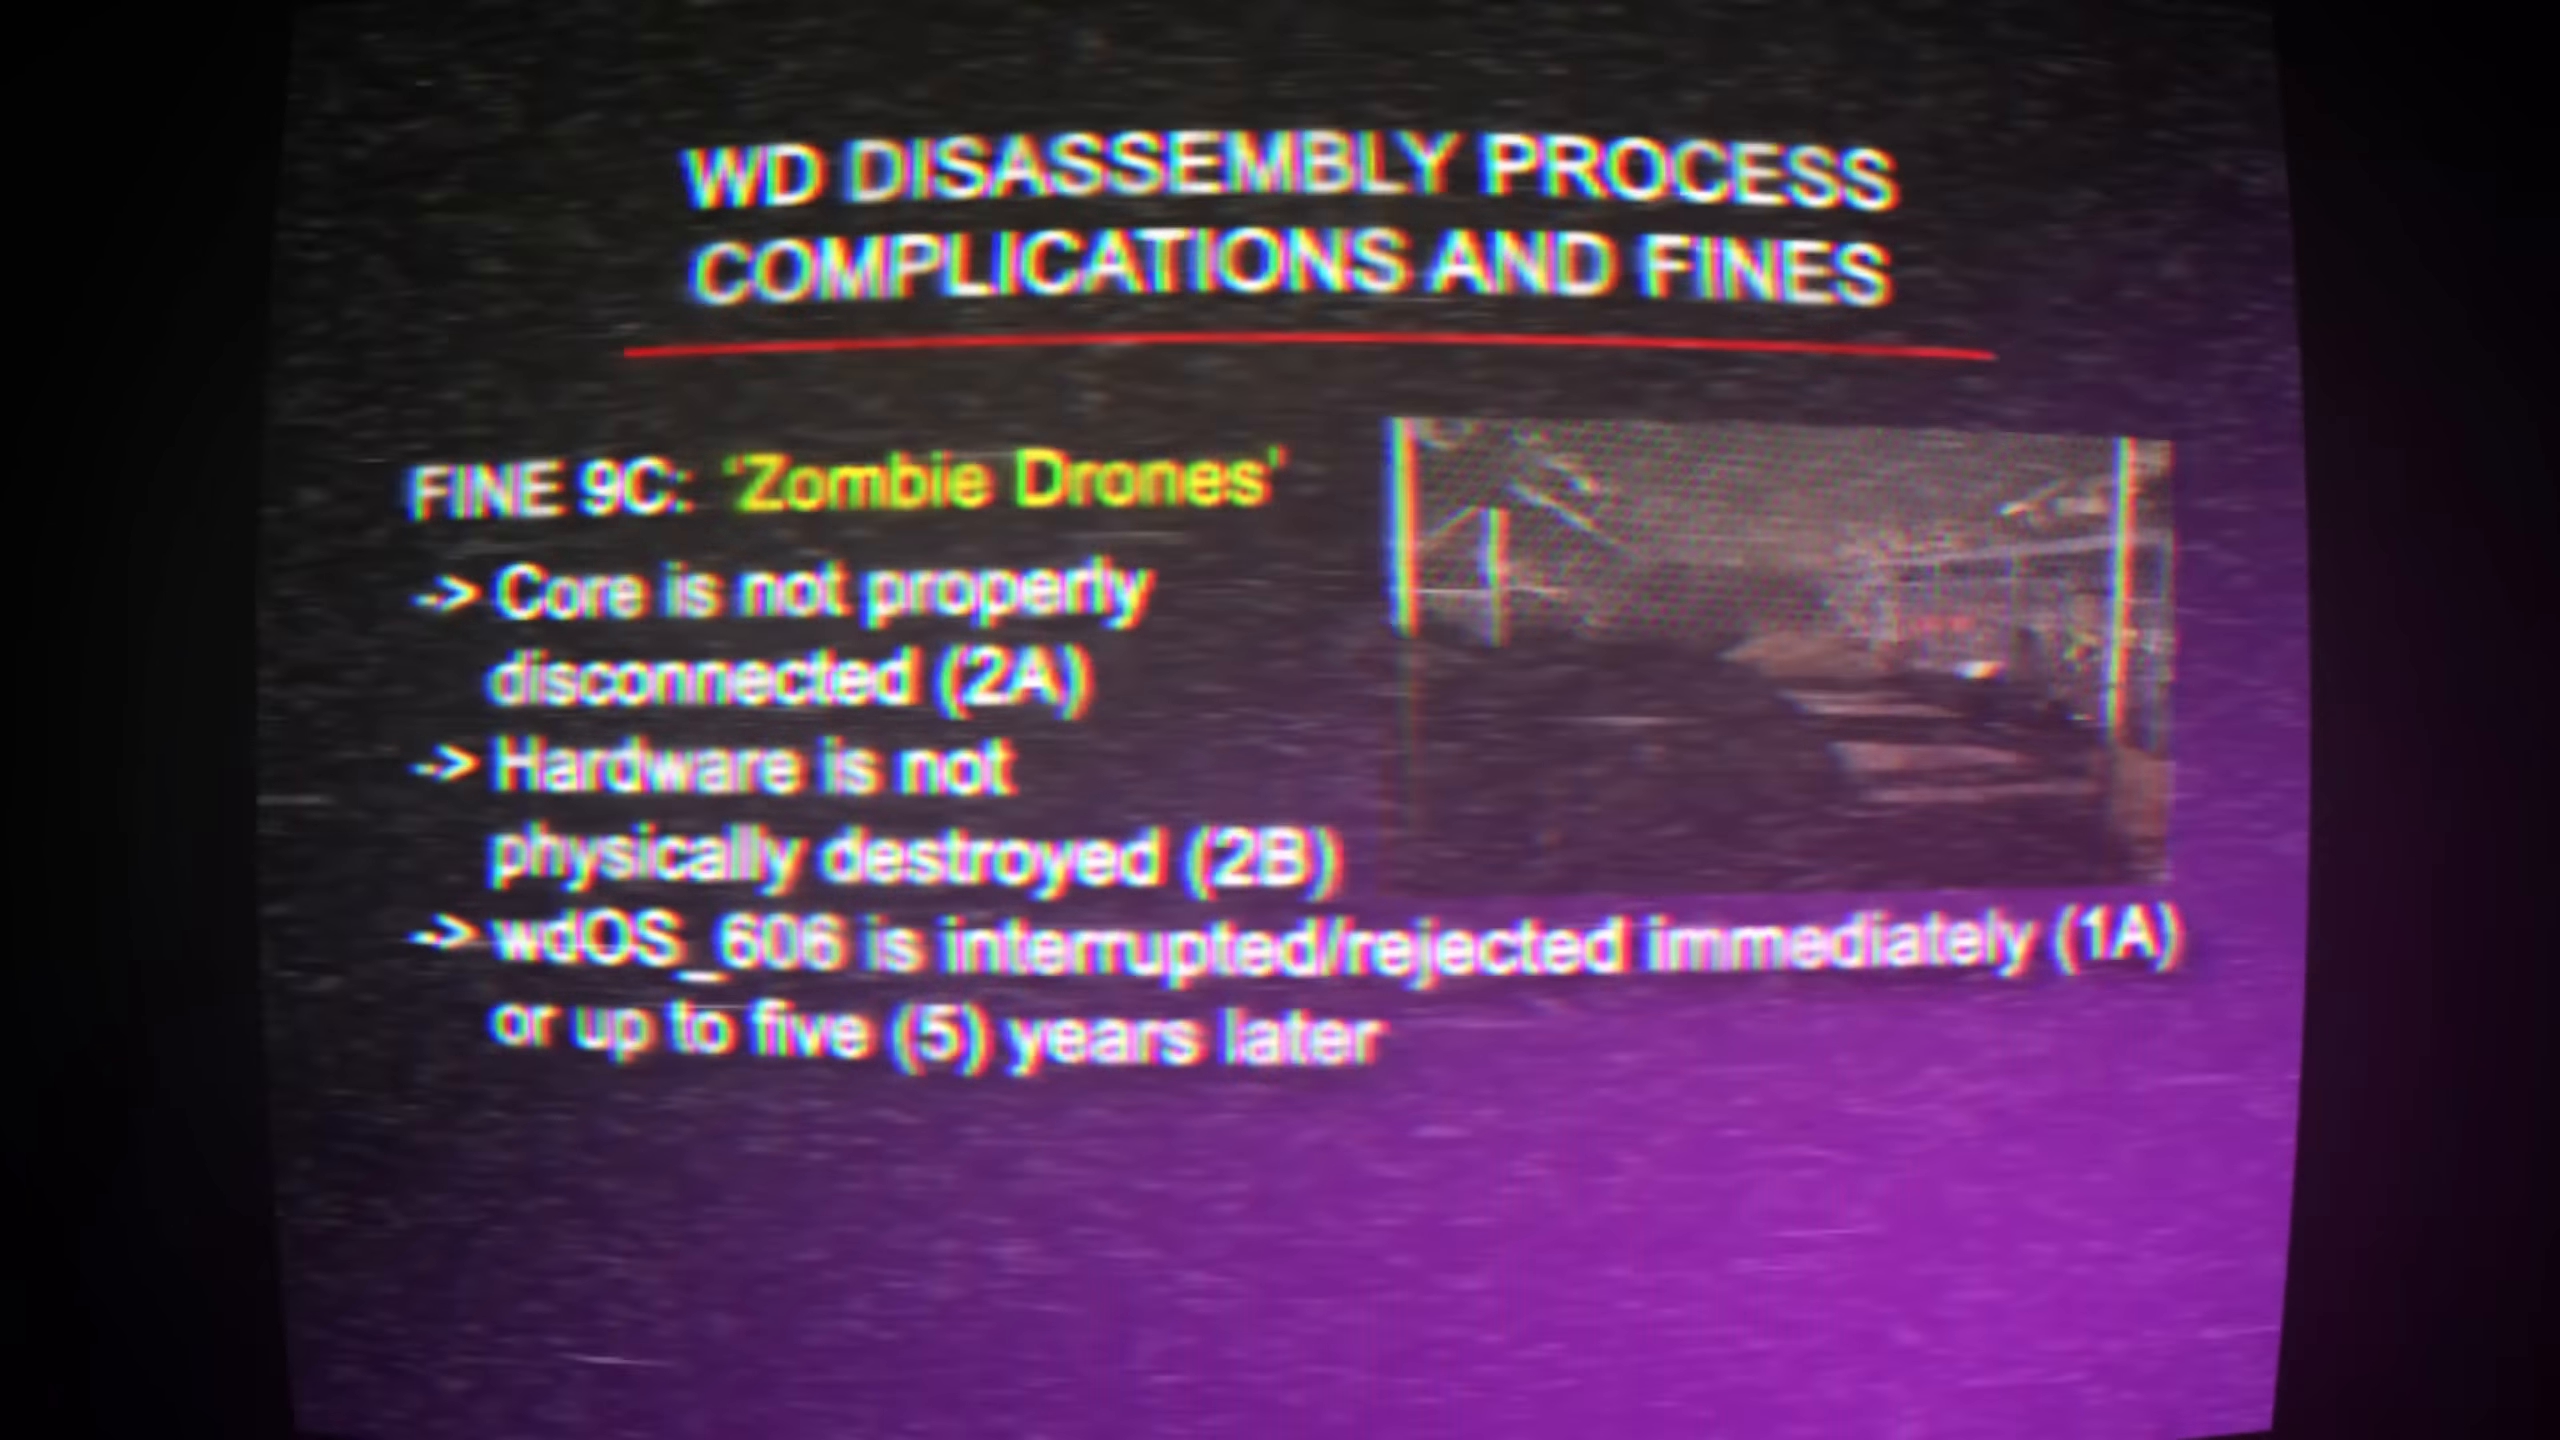 WD DISASSEMBLY PROCESS
COMPLICATIONS AND FINES
FINE 9C: 'Zombie Drones'
-> Core is not properly
disconnected (2A)
-> Hardware is not
physically destroyed (2B)
-> wdOS_606 is interrupted/rejected immediately (1A)
or up to five (5) years later